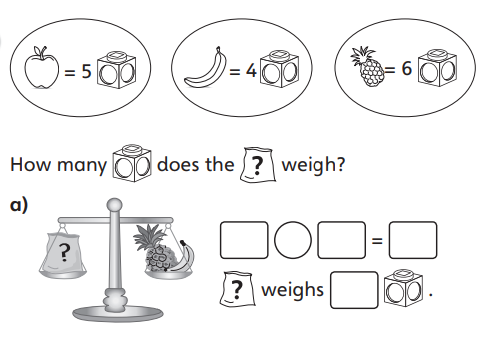 = 5
= 4
= 6
How many does the ? weigh?
a)
?
=
? weighs .